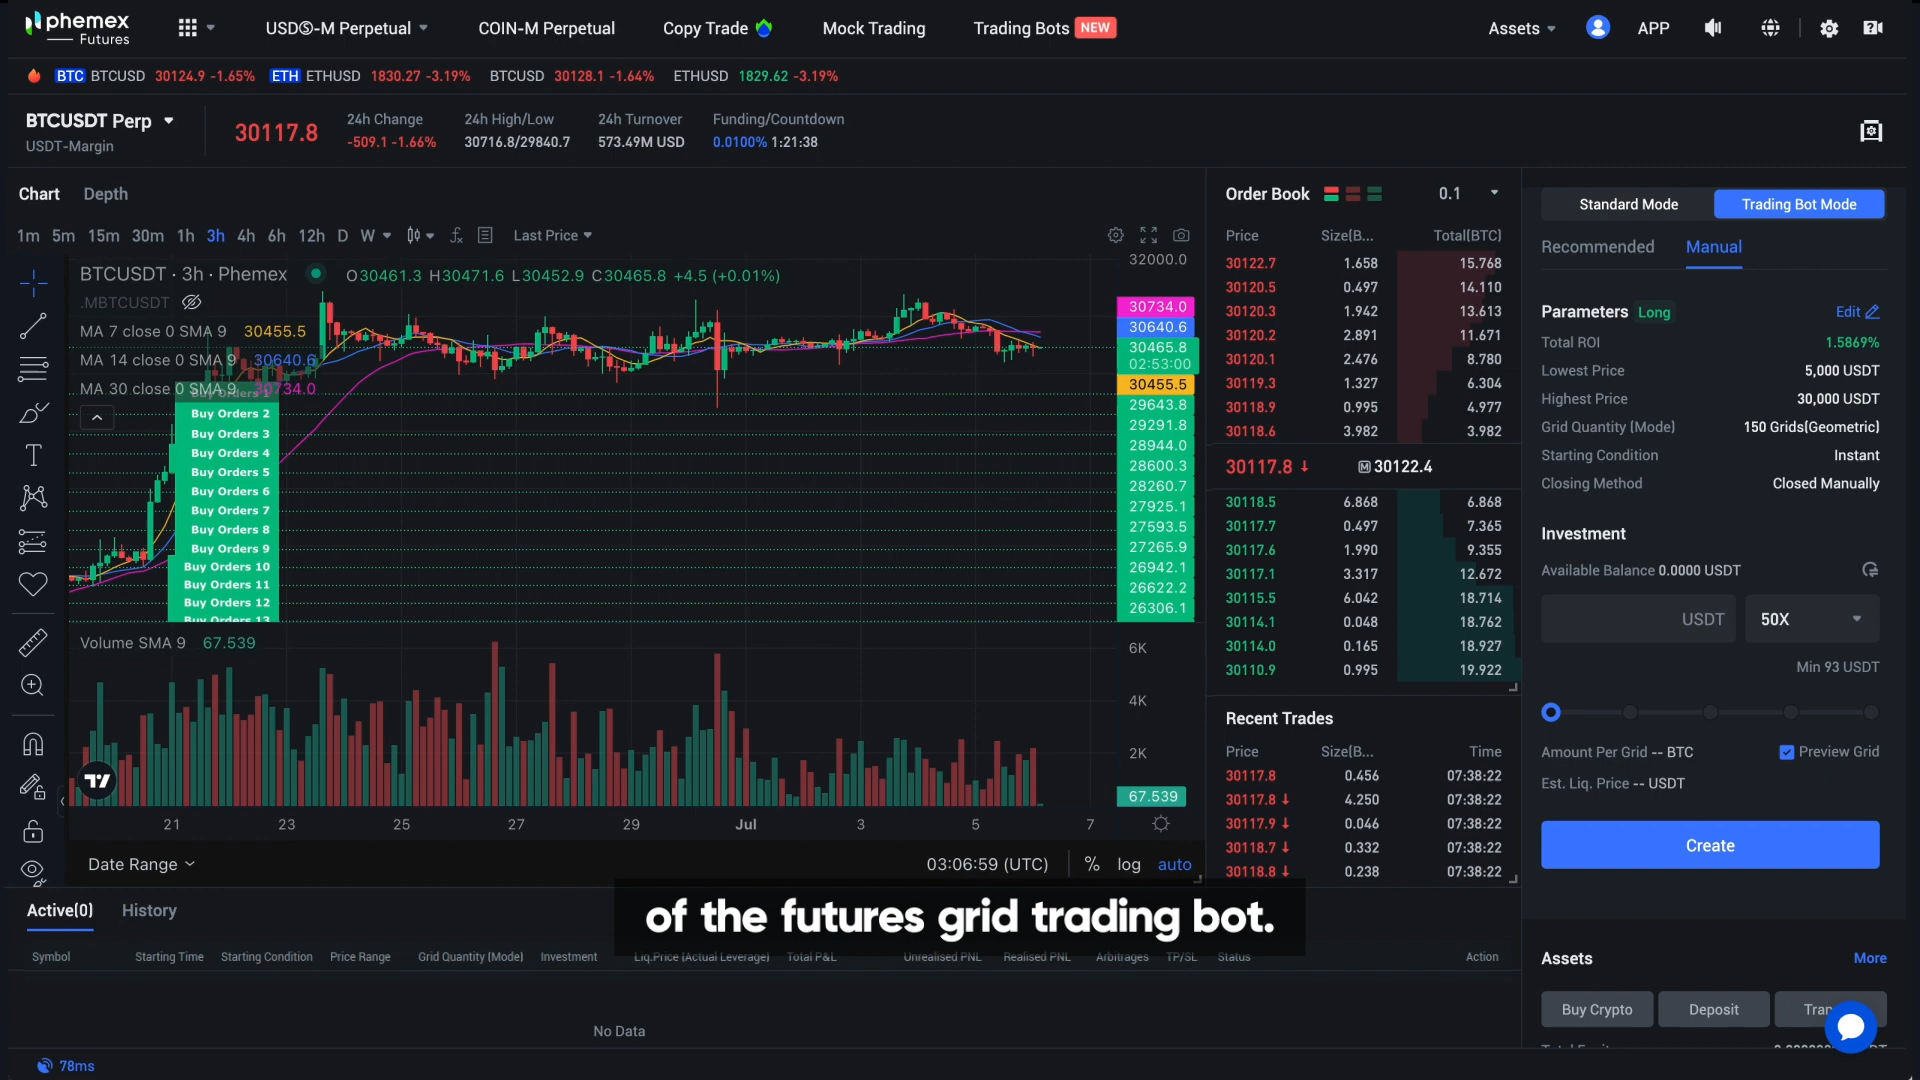 phemex
Futures
USDⓈ-M Perpetual
COIN-M Perpetual
Copy Trade
Mock Trading
Trading Bots NEW
Assets
APP
BTC BTCUSD 30124.9 -1.65% ETH ETHUSD 1830.27 -3.19% BTCUSD 30128.1 -1.64% ETHUSD 1829.62 -3.19%
BTCUSDT Perp
USDT-Margin
30117.8
24h Change
-509.1 -1.66%
24h High/Low
30716.8/29840.7
24h Turnover
573.49M USD
Funding/Countdown
0.0100% 1:21:38
Chart Depth
1m 5m 15m 30m 1h 3h 4h 6h 12h D W Last Price
BTCUSDT · 3h · Phemex O30461.3 H30471.6 L30452.9 C30465.8 +4.5 (+0.01%)
.MBTCUSDT
MA 7 close 0 SMA 9 30455.5
MA 14 close 0 SMA 9 30640.6
MA 30 close 0 SMA 9 30734.0
Buy Orders 1
Buy Orders 2
Buy Orders 3
Buy Orders 4
Buy Orders 5
Buy Orders 6
Buy Orders 7
Buy Orders 8
Buy Orders 9
Buy Orders 10
Buy Orders 11
Buy Orders 12
Buy Orders 13
32000.0
30734.0
30640.6
30465.8
02:53:00
30455.5
29643.8
29291.8
28944.0
28600.3
28260.7
27925.1
27593.5
27265.9
26942.1
26622.2
26306.1
Volume SMA 9 67.539
6K
4K
2K
67.539
21 23 25 27 29 Jul 3 5 7
Date Range
03:06:59 (UTC) % log auto
Order Book 0.1
Price Size(B... Total(BTC)
30122.7 1.658 15.768
30120.5 0.497 14.110
30120.3 1.942 13.613
30120.2 2.891 11.671
30120.1 2.476 8.780
30119.3 1.327 6.304
30118.9 0.995 4.977
30118.6 3.982 3.982
30117.8 ↓ M 30122.4
30118.5 6.868 6.868
30117.7 0.497 7.365
30117.6 1.990 9.355
30117.1 3.317 12.672
30115.5 6.042 18.714
30114.1 0.048 18.762
30114.0 0.165 18.927
30110.9 0.995 19.922
Recent Trades
Price Size(B... Time
30117.8 0.456 07:38:22
30117.8 ↓ 4.250 07:38:22
30117.9 ↓ 0.046 07:38:22
30118.7 ↓ 0.332 07:38:22
30118.8 ↓ 0.238 07:38:22
Standard Mode Trading Bot Mode
Recommended Manual
Parameters Long Edit
Total ROI 1.5869%
Lowest Price 5,000 USDT
Highest Price 30,000 USDT
Grid Quantity (Mode) 150 Grids(Geometric)
Starting Condition Instant
Closing Method Closed Manually
Investment
Available Balance 0.0000 USDT
USDT 50X
Min 93 USDT
Amount Per Grid -- BTC Preview Grid
Est. Liq. Price -- USDT
Create
Assets More
Buy Crypto Deposit
Active(0) History
of the futures grid trading bot.
Symbol Starting Time Starting Condition Price Range Grid Quantity (Mode) Investment Liq.Price (Actual Leverage) Total P&L Unrealised PNL Realised PNL Arbitrages TP/SL Status Action
No Data
78ms